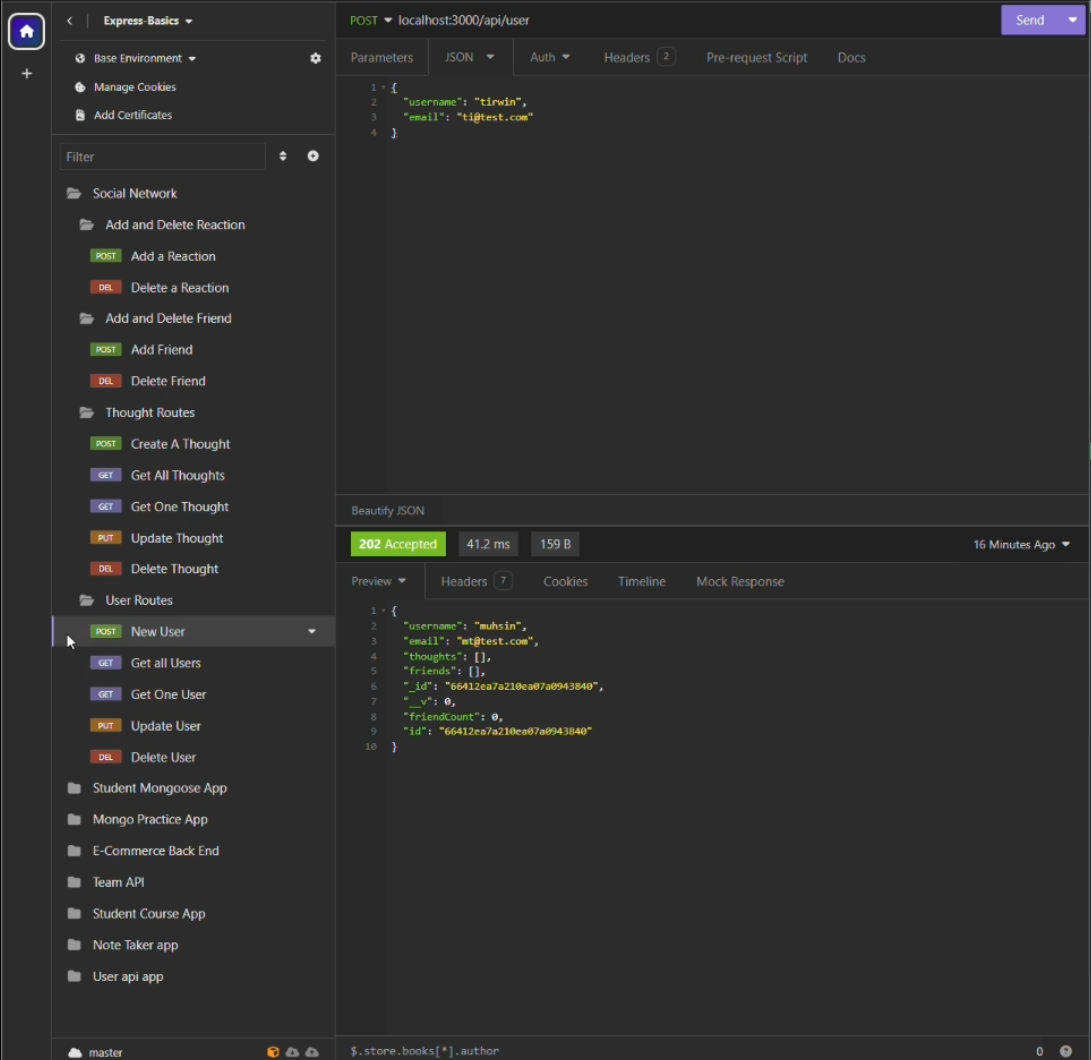 Express-Basics
Base Environment
Manage Cookies
Add Certificates
Filter
Social Network
Add and Delete Reaction
POST Add a Reaction
DEL Delete a Reaction
Add and Delete Friend
POST Add Friend
DEL Delete Friend
Thought Routes
POST Create A Thought
GET Get All Thoughts
GET Get One Thought
PUT Update Thought
DEL Delete Thought
User Routes
POST New User
GET Get all Users
GET Get One User
PUT Update User
DEL Delete User
Student Mongoose App
Mongo Practice App
E-Commerce Back End
Team API
Student Course App
Note Taker app
User api app
master
POST localhost:3000/api/user Send
Parameters JSON Auth Headers 2 Pre-request Script Docs
1 {
2 "username": "tirwin",
3 "email": "ti@test.com"
4 }
Beautify JSON
202 Accepted 41.2 ms 159 B 16 Minutes Ago
Preview Headers 7 Cookies Timeline Mock Response
1 {
2 "username": "muhsin",
3 "email": "mt@test.com",
4 "thoughts": [],
5 "friends": [],
6 "_id": "66412ea7a210ea07a0943840",
7 "__v": 0,
8 "friendCount": 0,
9 "id": "66412ea7a210ea07a0943840"
10 }
$.store.books[*].author 0